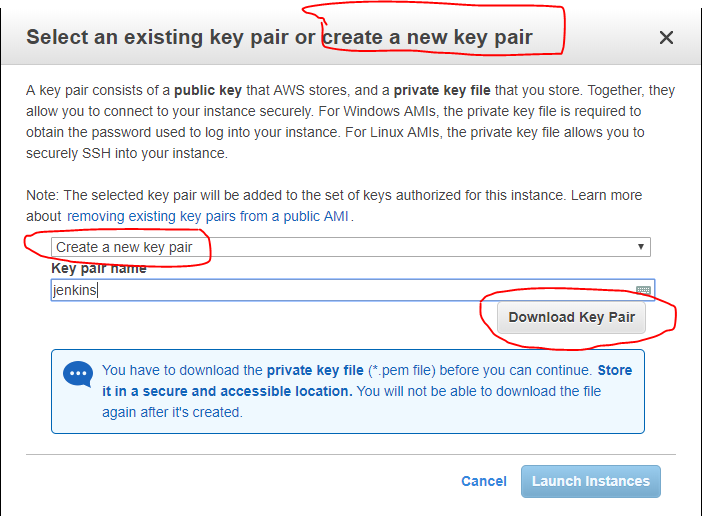 Select an existing key pair or create a new key pair
A key pair consists of a public key that AWS stores, and a private key file that you store. Together, they
allow you to connect to your instance securely. For Windows AMIs, the private key file is required to
obtain the password used to log into your instance. For Linux AMIs, the private key file allows you to
securely SSH into your instance.
Note: The selected key pair will be added to the set of keys authorized for this instance. Learn more
about removing existing key pairs from a public AMI.
Create a new key pair
Key pair name
jenkins
Download Key Pair
You have to download the private key file (*.pem file) before you can continue. Store
it in a secure and accessible location. You will not be able to download the file
again after it's created.
Cancel Launch Instances